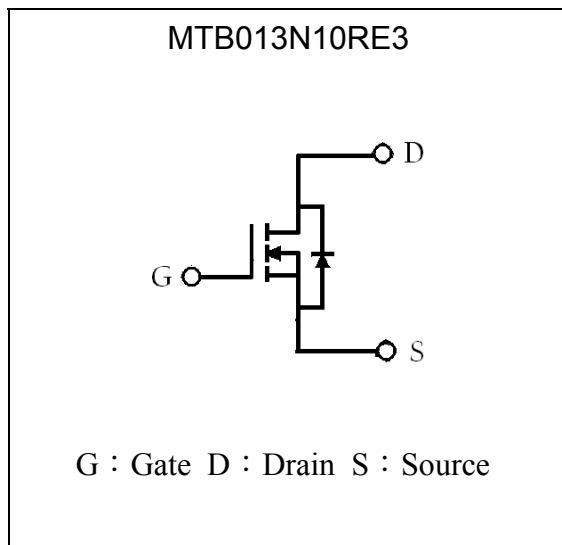 MTB013N10RE3
D
G
S
G：Gate D：Drain S：Source